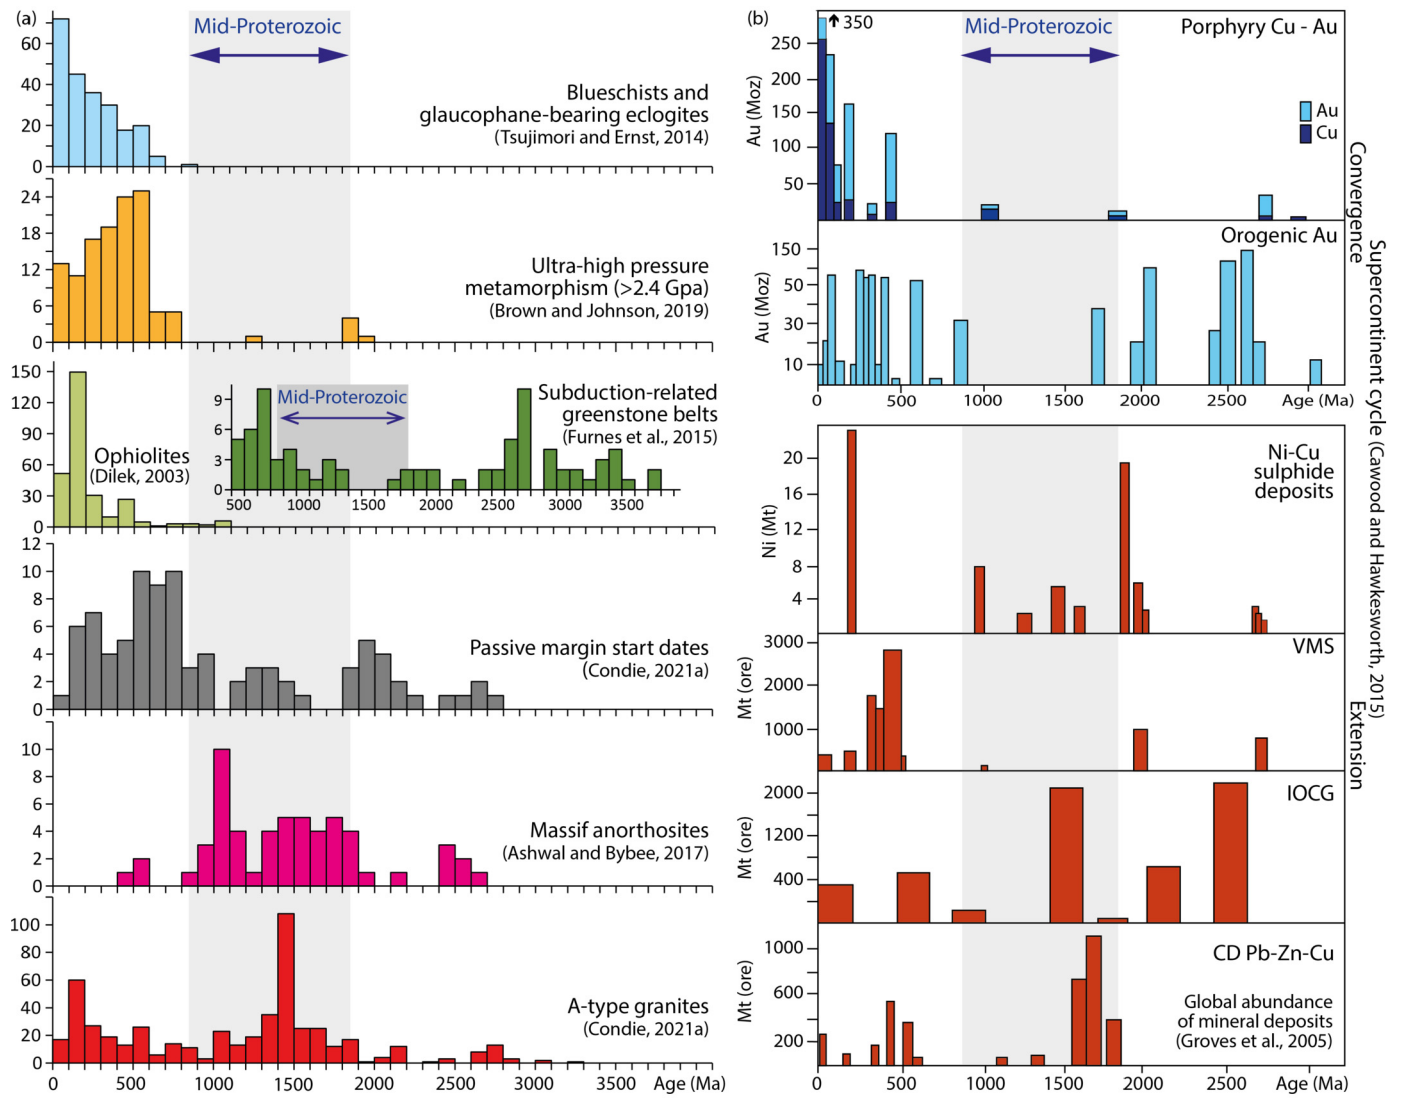 (a)
Mid-Proterozoic
60
40
20
0
Blueschists and
glaucophane-bearing eclogites
(Tsujimori and Ernst, 2014)
24
18
12
6
0
Ultra-high pressure
metamorphism (>2.4 Gpa)
(Brown and Johnson, 2019)
150
120
90
60
30
0
Ophiolites
(Dilek, 2003)
9
6
3
0
Mid-Proterozoic
500 1000 1500 2000 2500 3000 3500
Subduction-related
greenstone belts
(Furnes et al., 2015)
12
10
8
6
4
2
0
Passive margin start dates
(Condie, 2021a)
10
8
6
4
2
0
Massif anorthosites
(Ashwal and Bybee, 2017)
100
80
60
40
20
0
A-type granites
(Condie, 2021a)
0 500 1000 1500 2000 2500 3000 3500 Age (Ma)
(b)
350
Mid-Proterozoic
Porphyry Cu - Au
Au (Moz)
250
200
150
100
50
Au
Cu
Orogenic Au
Au (Moz)
150
50
30
10
0 500 1000 1500 2000 2500 Age (Ma)
Ni-Cu
sulphide
deposits
Ni (Mt)
20
16
12
8
4
VMS
Mt (ore)
3000
2000
1000
IOCG
Mt (ore)
2000
1200
400
CD Pb-Zn-Cu
Mt (ore)
1000
600
200
Global abundance
of mineral deposits
(Groves et al., 2005)
0 500 1000 1500 2000 2500 Age (Ma)
Convergence
Extension
Supercontinent cycle (Cawood and Hawkesworth, 2015)